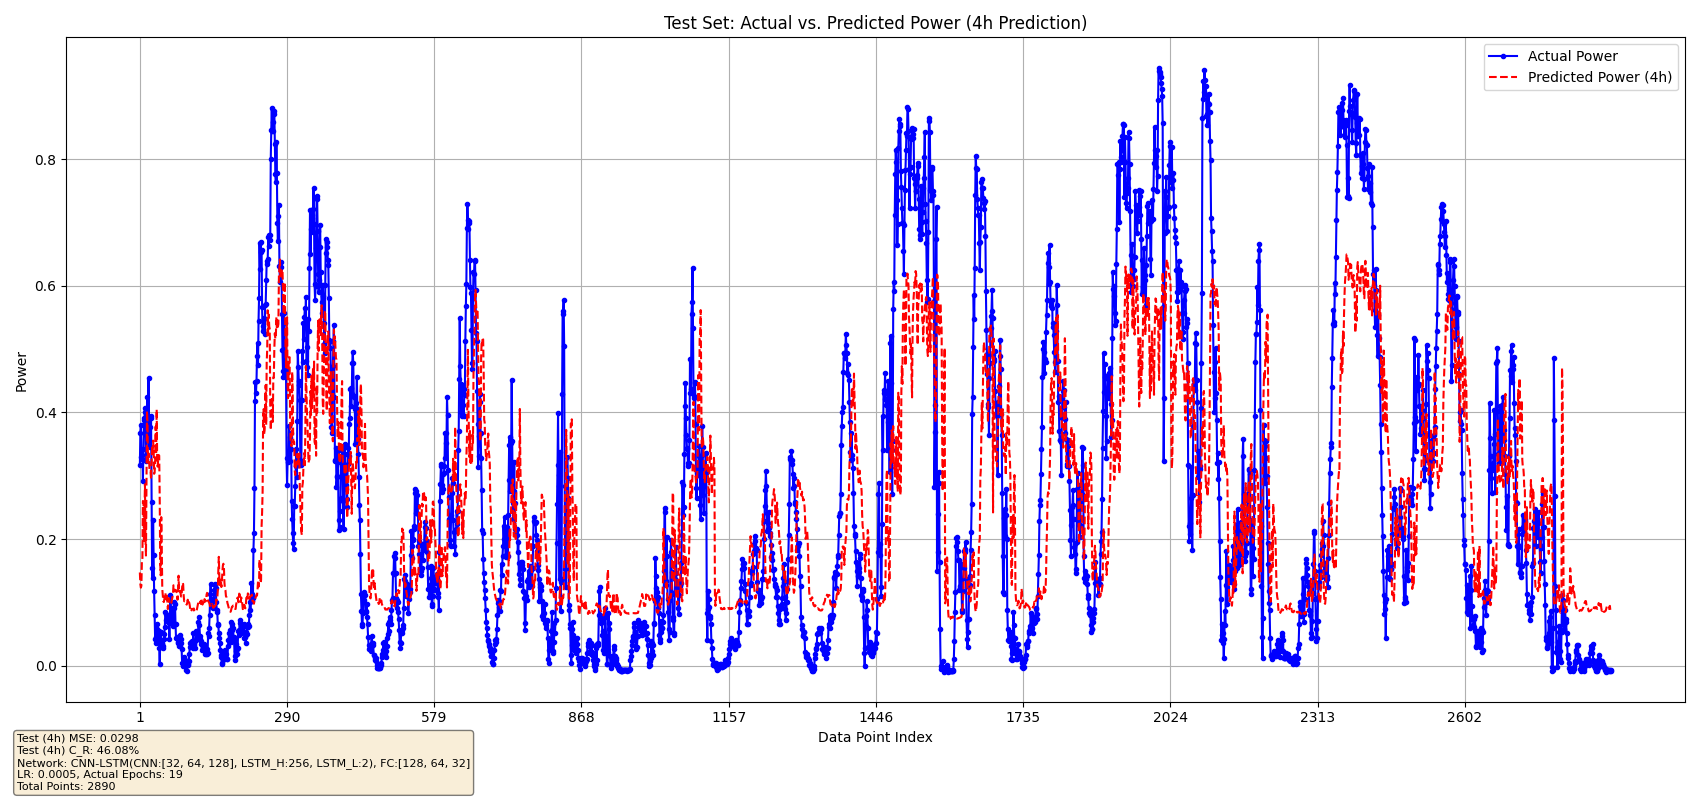 Test Set: Actual vs. Predicted Power (4h Prediction)
Actual Power
Predicted Power (4h)
Power
0.8
0.6
0.4
0.2
0.0
1 290 579 868 1157 1446 1735 2024 2313 2602
Data Point Index
Test (4h) MSE: 0.0298
Test (4h) C_R: 46.08%
Network: CNN-LSTM(CNN:[32, 64, 128], LSTM_H:256, LSTM_L:2), FC:[128, 64, 32]
LR: 0.0005, Actual Epochs: 19
Total Points: 2890